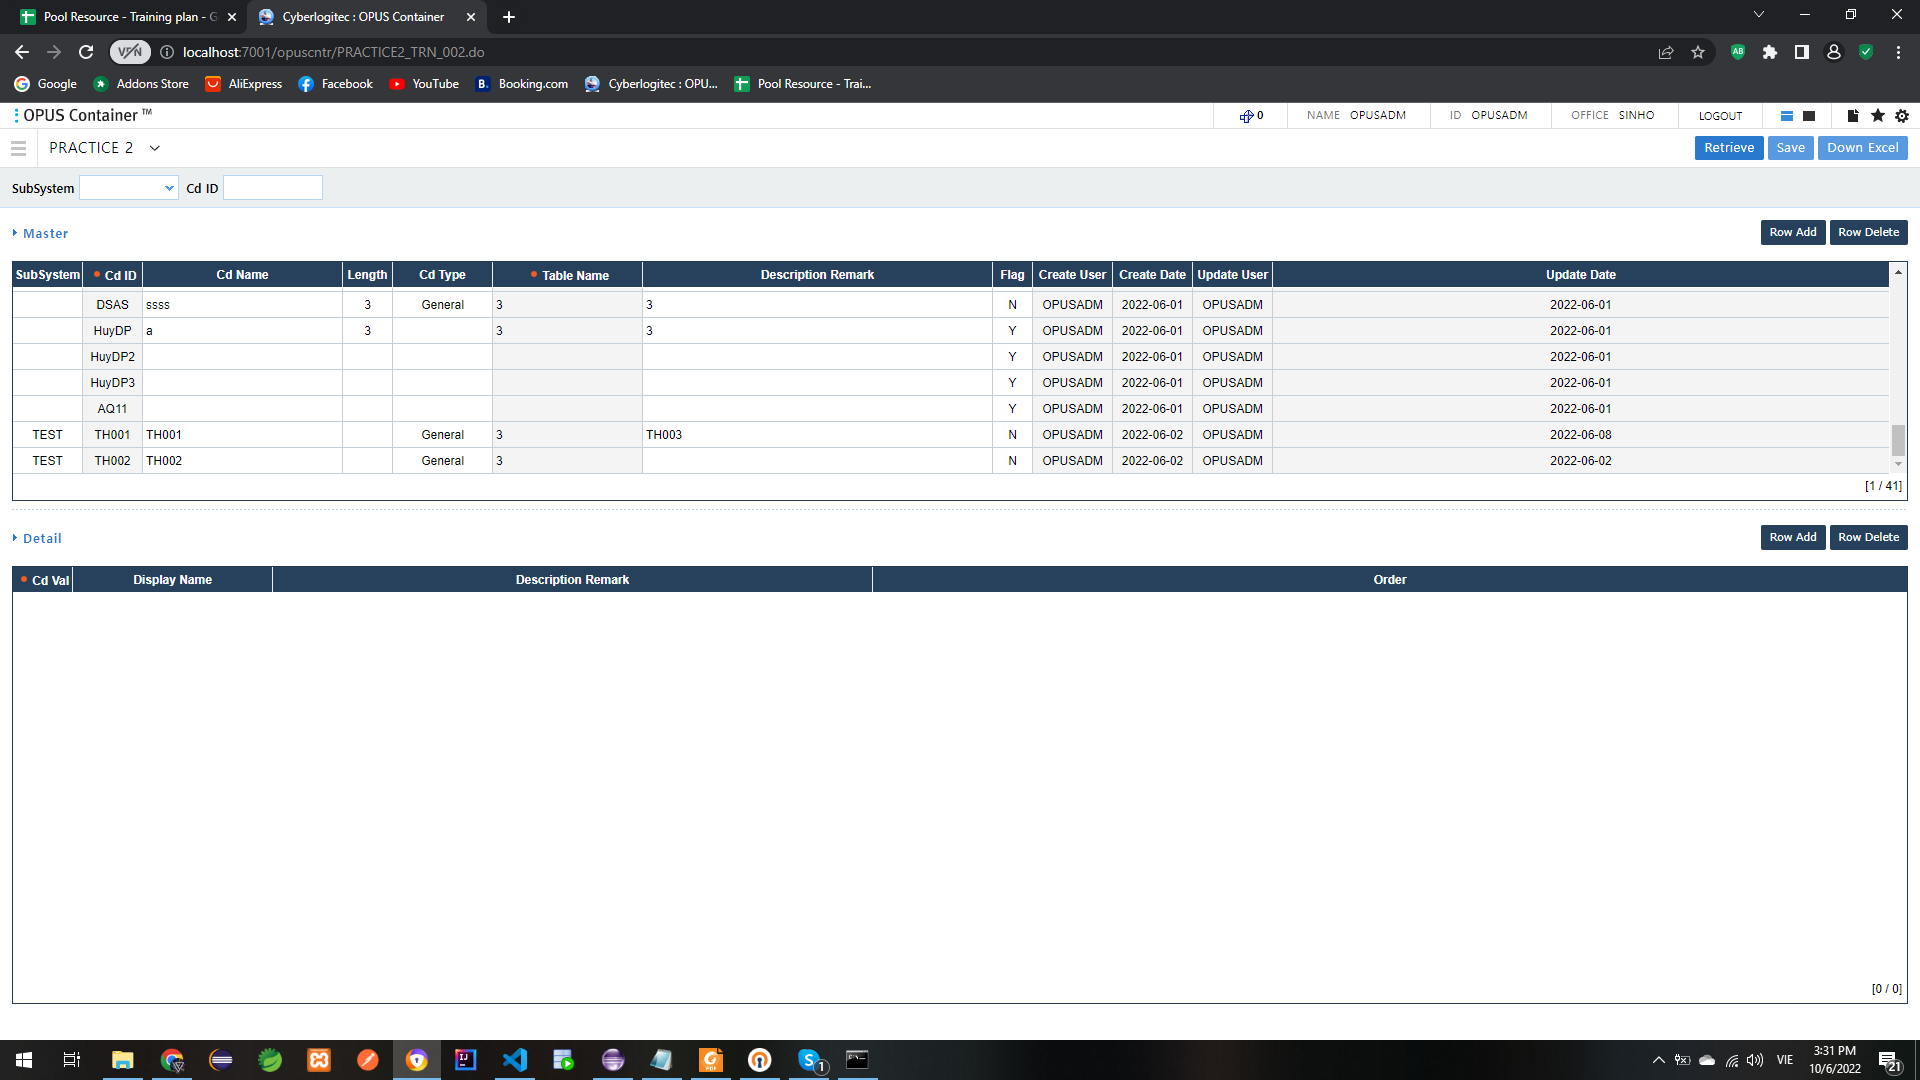 Pool Resource - Training plan - G
Cyberlogitec : OPUS Container
VPN
localhost:7001/opuscntr/PRACTICE2_TRN_002.do
Google Addons Store AliExpress Facebook YouTube Booking.com Cyberlogitec : OPU... Pool Resource - Trai...
OPUS Container ™
0 NAME OPUSADM ID OPUSADM OFFICE SINHO LOGOUT
PRACTICE 2
Retrieve Save Down Excel
SubSystem Cd ID
Master
Row Add Row Delete
SubSystem Cd ID Cd Name Length Cd Type Table Name Description Remark Flag Create User Create Date Update User Update Date
DSAS ssss 3 General 3 3 N OPUSADM 2022-06-01 OPUSADM 2022-06-01
HuyDP a 3 3 3 Y OPUSADM 2022-06-01 OPUSADM 2022-06-01
HuyDP2 Y OPUSADM 2022-06-01 OPUSADM 2022-06-01
HuyDP3 Y OPUSADM 2022-06-01 OPUSADM 2022-06-01
AQ11 Y OPUSADM 2022-06-01 OPUSADM 2022-06-01
TEST TH001 TH001 General 3 TH003 N OPUSADM 2022-06-02 OPUSADM 2022-06-08
TEST TH002 TH002 General 3 N OPUSADM 2022-06-02 OPUSADM 2022-06-02
[1 / 41]
Detail
Row Add Row Delete
Cd Val Display Name Description Remark Order
[0 / 0]
VIE
3:31 PM
10/6/2022
21
1